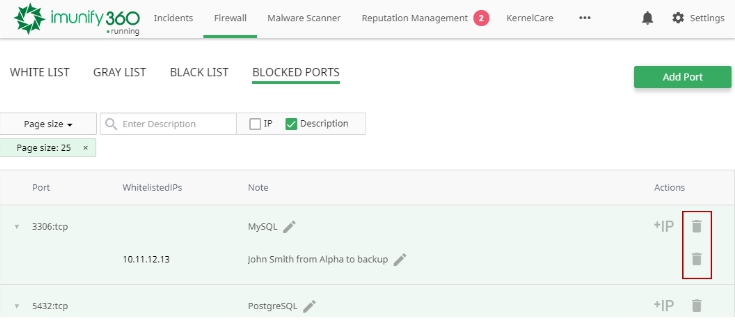 imunify360
running
Incidents Firewall Malware Scanner Reputation Management 2 KernelCare ••• Settings
WHITE LIST GRAY LIST BLACK LIST BLOCKED PORTS
Add Port
Page size Enter Description IP Description
Page size: 25 ×
Port WhitelistedIPs Note Actions
3306:tcp MySQL +IP
10.11.12.13 John Smith from Alpha to backup
5432:tcp PostgreSQL +IP